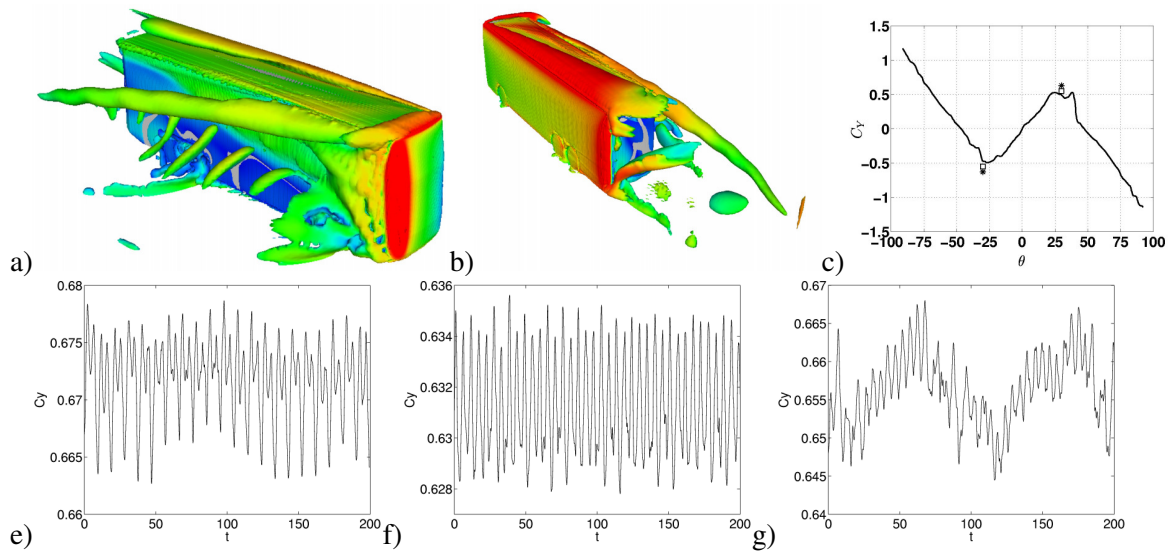 a)
b)
c)
1.5
1
0.5
0
−0.5
−1
−1.5
−100 −75 −50 −25 0 25 50 75 100
C_Y
θ
e)
0.68
0.675
0.67
0.665
0.66
0 50 100 150 200
Cy
t
f)
0.636
0.634
0.632
0.63
0.628
0 50 100 150 200
Cy
t
g)
0.67
0.665
0.66
0.655
0.65
0.645
0.64
0 50 100 150 200
Cy
t